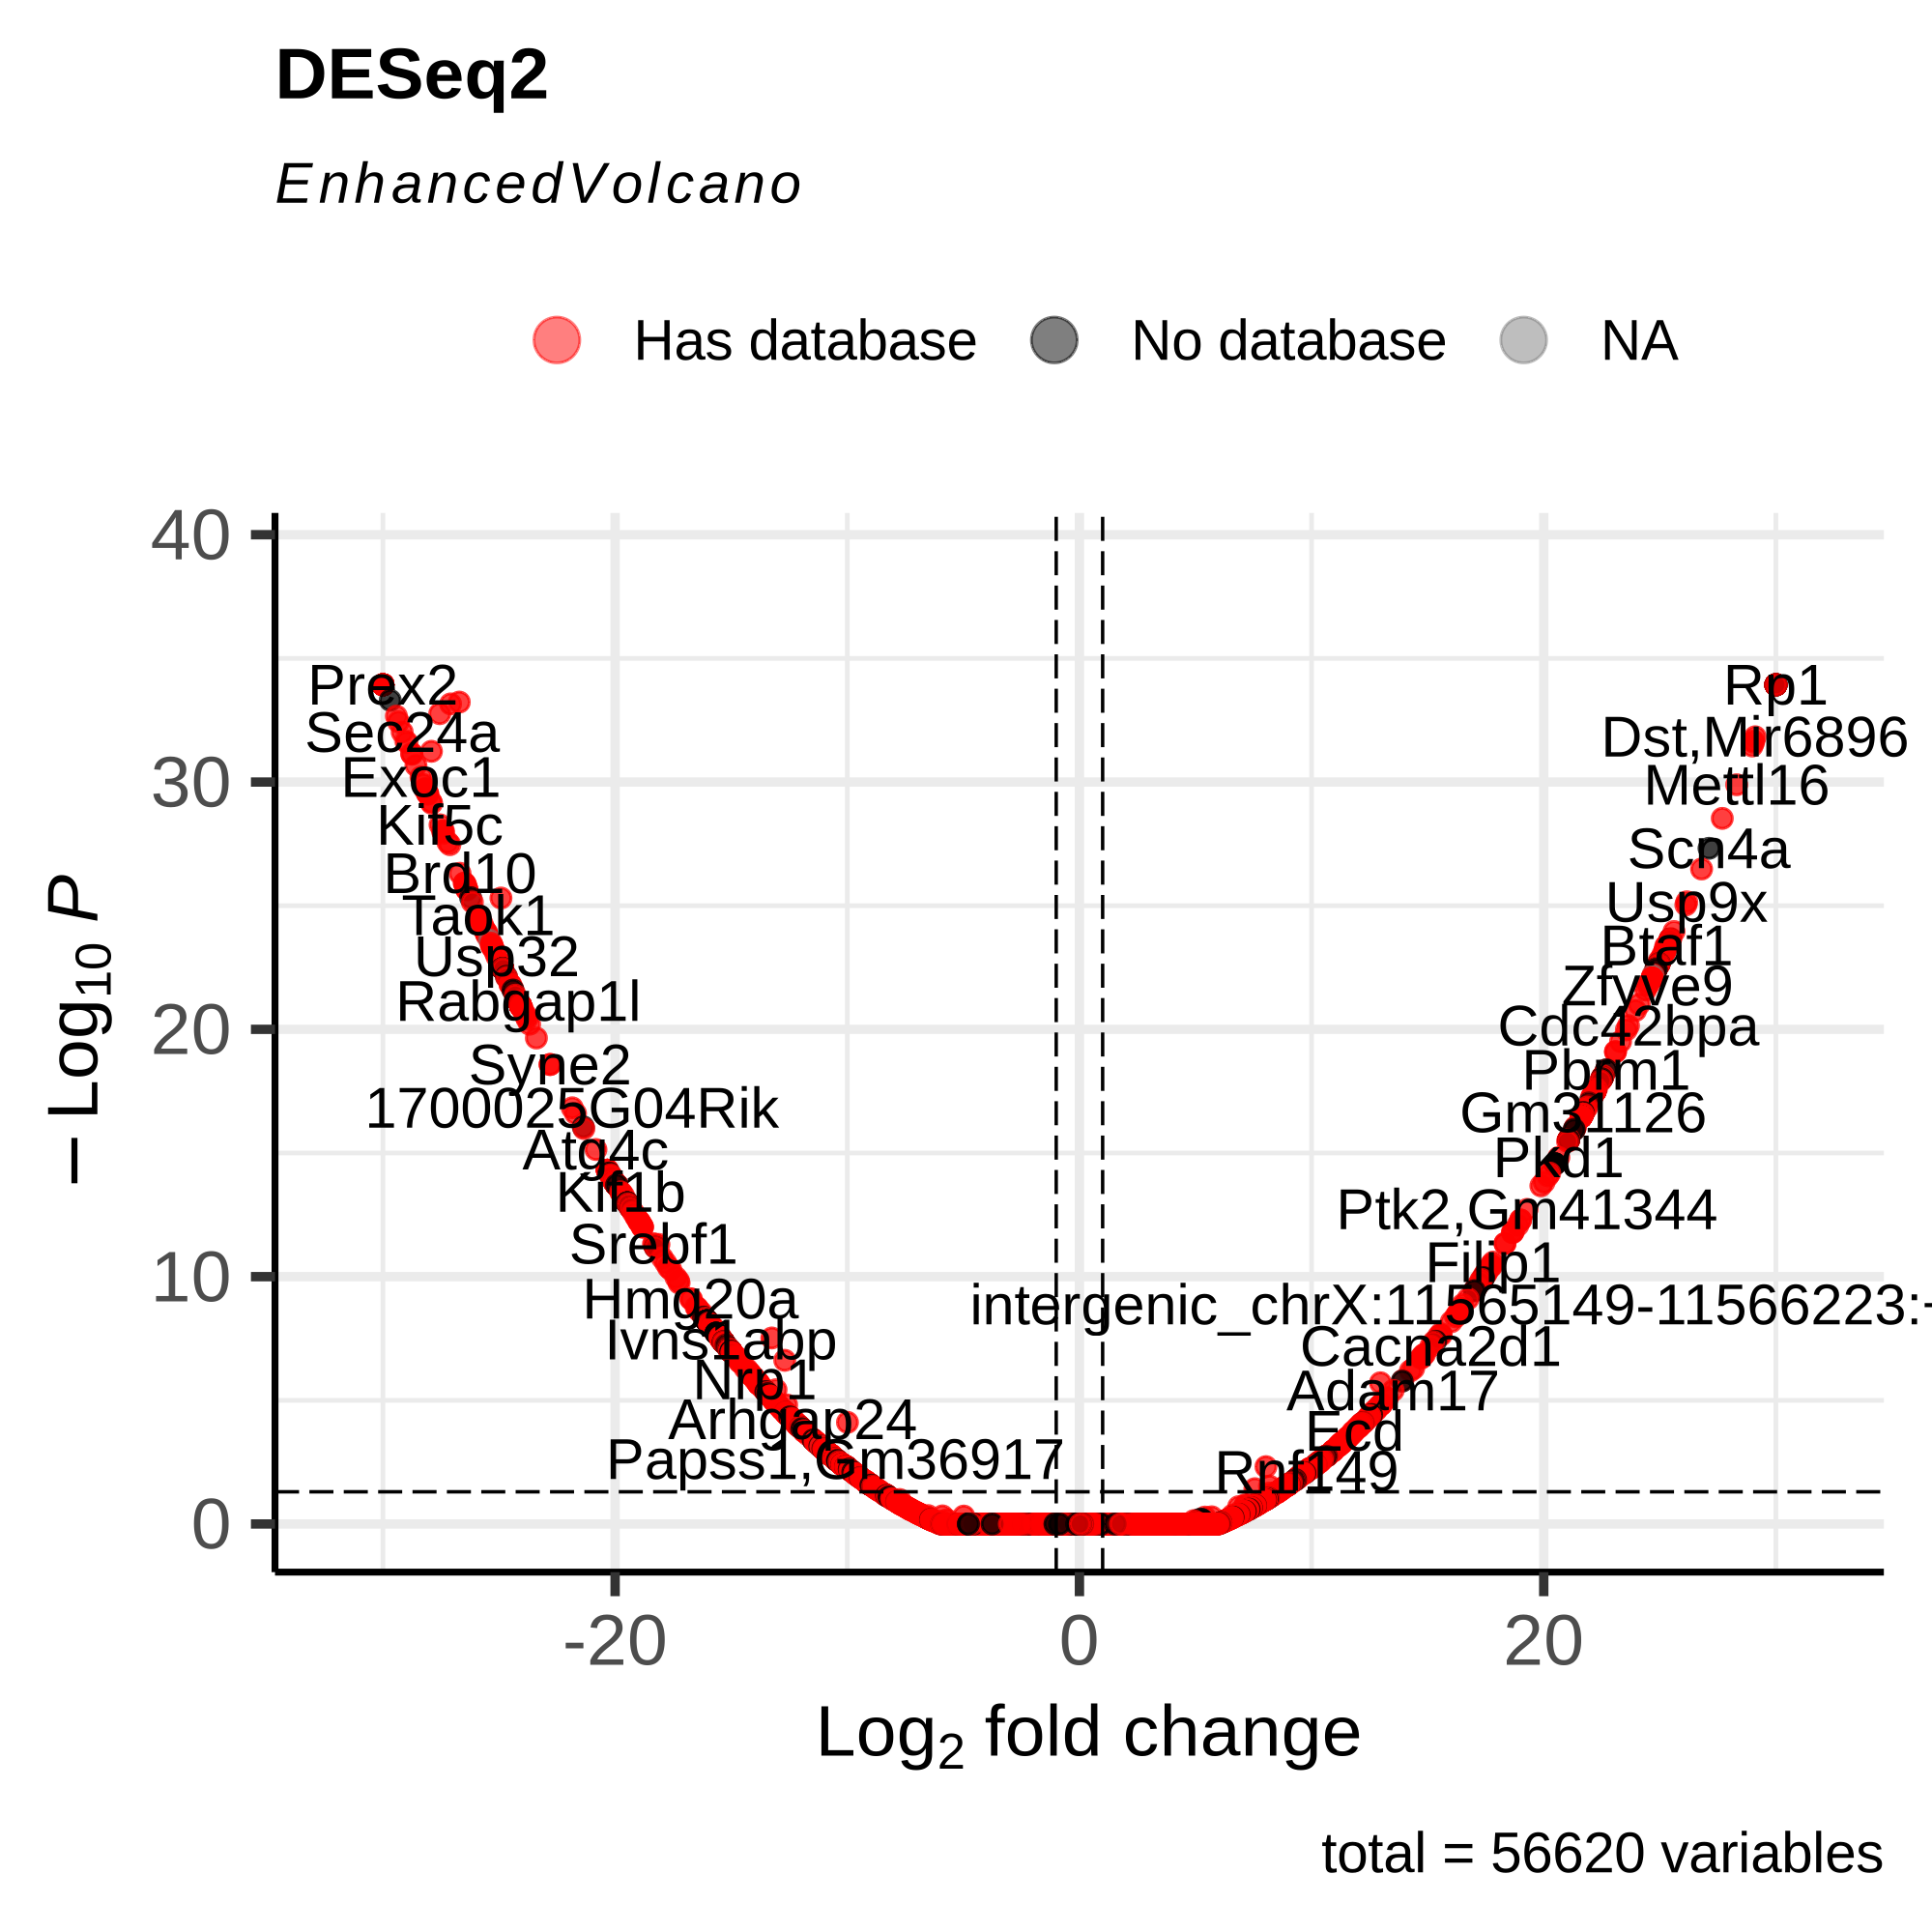 DESeq2
EnhancedVolcano
Has database
No database
NA
40
30
20
10
0
− Log10 P
Prex2
Sec24a
Exoc1
Kif5c
Brd10
Taok1
Usp32
Rabgap1l
Syne2
1700025G04Rik
Atg4c
Kif1b
Srebf1
Hmg20a
Ivns1abp
Nrp1
Arhgap24
Papss1,Gm36917
Rp1
Dst,Mir6896
Mettl16
Scn4a
Usp9x
Btaf1
Zfyve9
Cdc42bpa
Pbrm1
Gm31126
Pkd1
Ptk2,Gm41344
Filip1
intergenic_chrX:11565149-11566223:
Cacna2d1
Adam17
Ecd
Rnf149
-20
0
20
Log2 fold change
total = 56620 variables